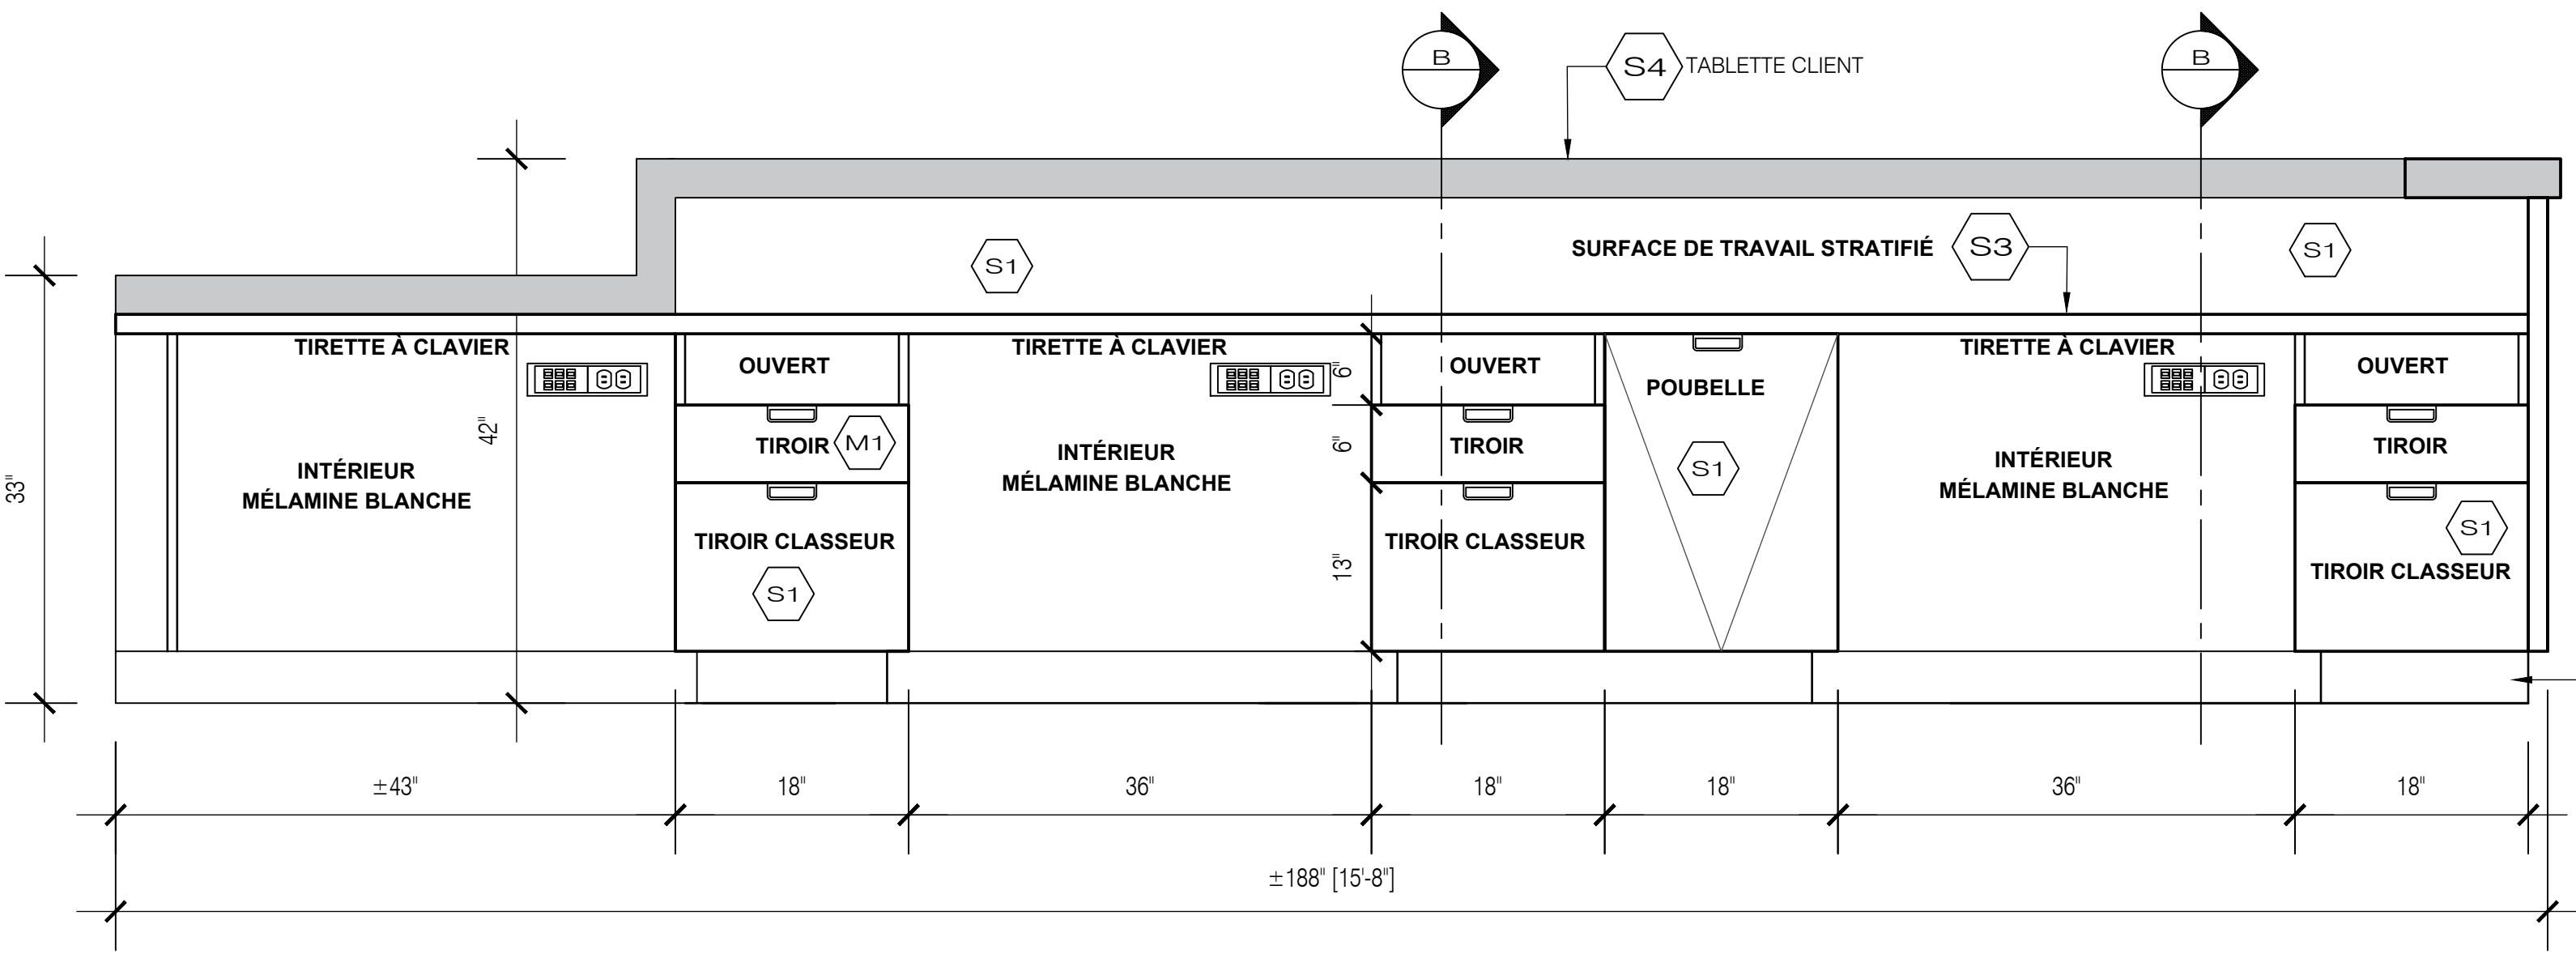 B
B
S4 TABLETTE CLIENT
SURFACE DE TRAVAIL STRATIFIÉ S3
S1
S1
TIRETTE À CLAVIER
TIRETTE À CLAVIER
TIRETTE À CLAVIER
OUVERT
OUVERT
OUVERT
POUBELLE
6"
42"
TIROIR M1
6"
TIROIR
TIROIR
INTÉRIEUR
MÉLAMINE BLANCHE
INTÉRIEUR
MÉLAMINE BLANCHE
S1
INTÉRIEUR
MÉLAMINE BLANCHE
33"
TIROIR CLASSEUR
S1
13"
TIROIR CLASSEUR
S1
TIROIR CLASSEUR
±43" 18" 36" 18" 18" 36" 18"
±188" [15'-8"]